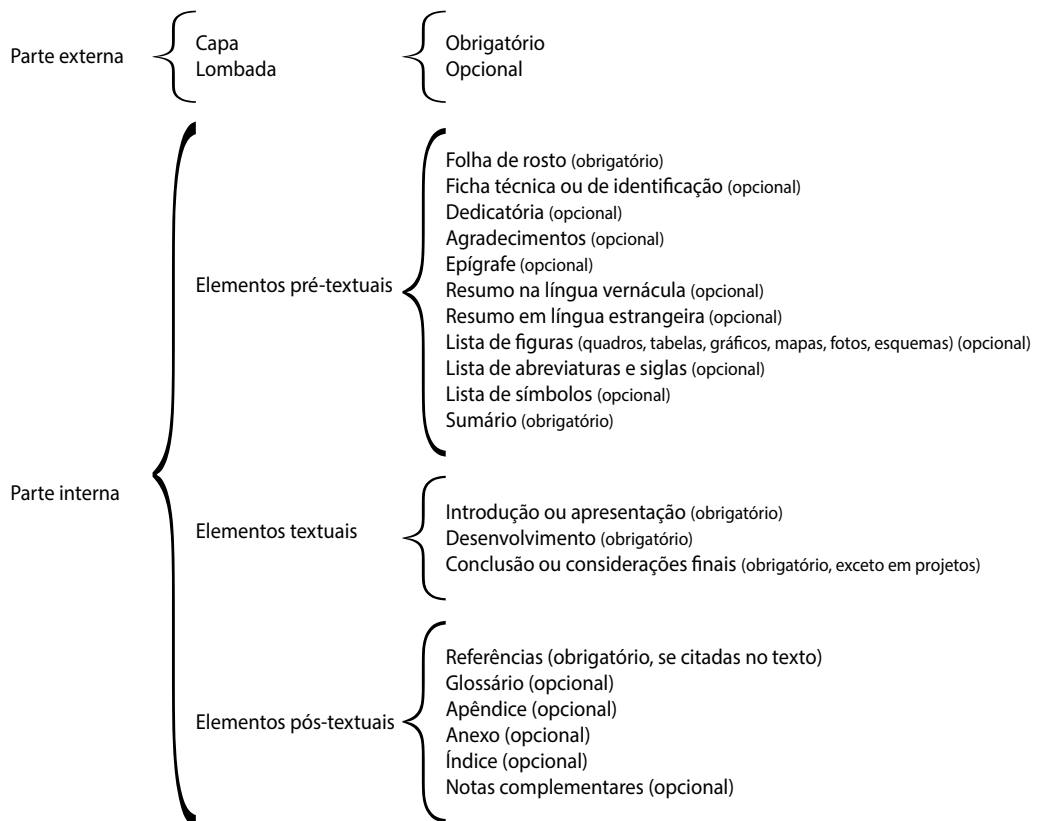 Parte externa
Capa
Lombada
Obrigatório
Opcional
Parte interna
Elementos pré-textuais
Folha de rosto (obrigatório)
Ficha técnica ou de identificação (opcional)
Dedicatória (opcional)
Agradecimentos (opcional)
Epígrafe (opcional)
Resumo na língua vernácula (opcional)
Resumo em língua estrangeira (opcional)
Lista de figuras (quadros, tabelas, gráficos, mapas, fotos, esquemas) (opcional)
Lista de abreviaturas e siglas (opcional)
Lista de símbolos (opcional)
Sumário (obrigatório)
Elementos textuais
Introdução ou apresentação (obrigatório)
Desenvolvimento (obrigatório)
Conclusão ou considerações finais (obrigatório, exceto em projetos)
Elementos pós-textuais
Referências (obrigatório, se citadas no texto)
Glossário (opcional)
Apêndice (opcional)
Anexo (opcional)
Índice (opcional)
Notas complementares (opcional)